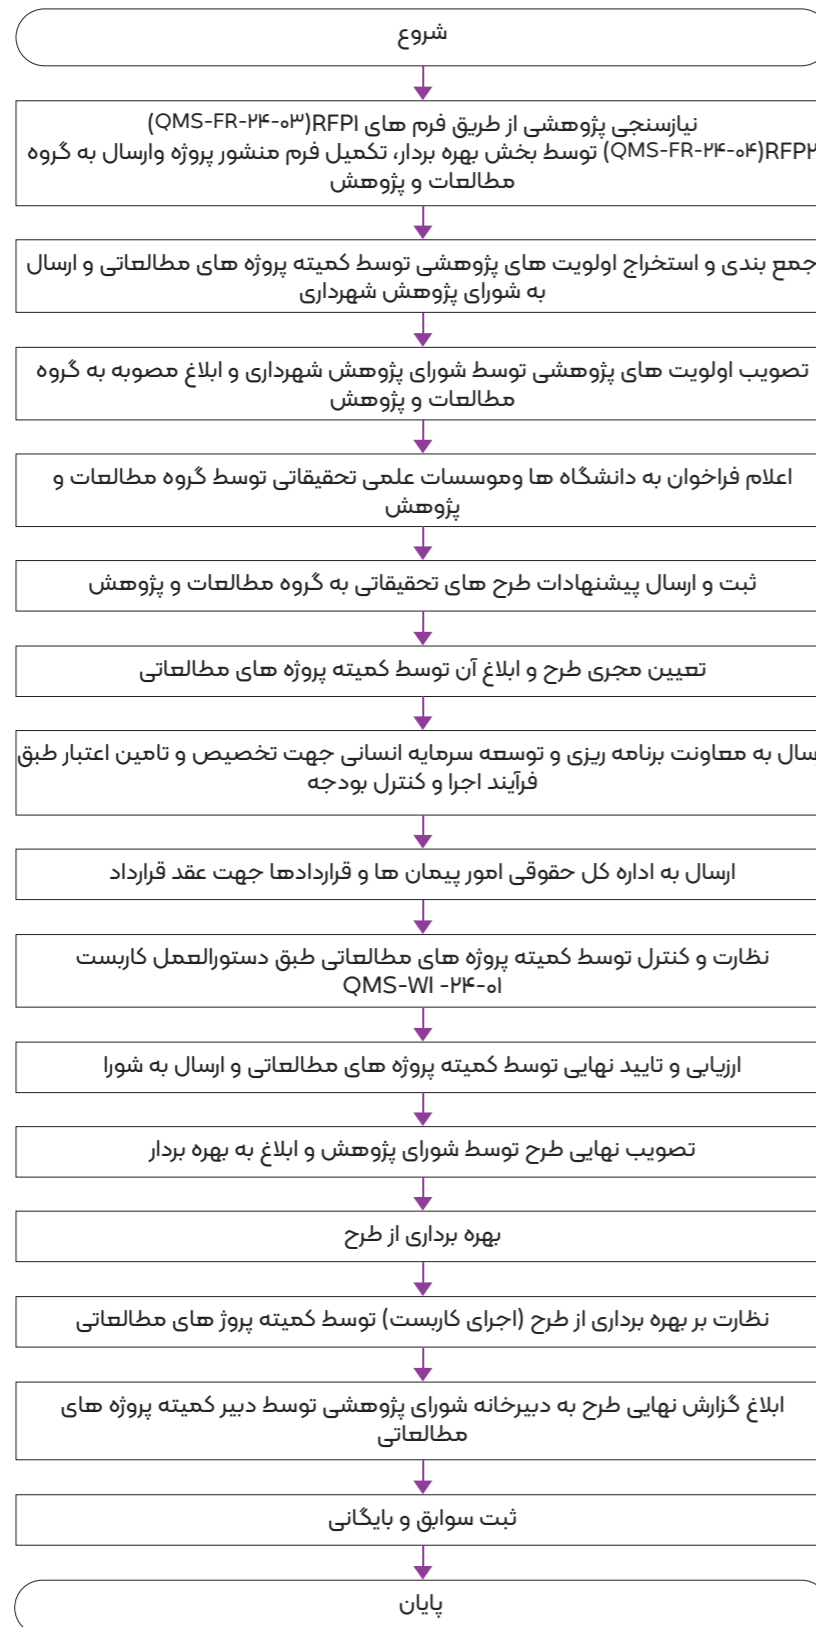 شروع
نیازسنجی پژوهشی از طریق فرم های RFP۱(QMS-FR-۲۴-۰۳)
RFP۲(QMS-FR-۲۴-۰۴) توسط بخش بهره بردار، تکمیل فرم منشور پروژه وارسال به گروه
مطالعات و پژوهش
جمع بندی و استخراج اولویت های پژوهشی توسط کمیته پروژه های مطالعاتی و ارسال
به شورای پژوهش شهرداری
تصویب اولویت های پژوهشی توسط شورای پژوهش شهرداری و ابلاغ مصوبه به گروه
مطالعات و پژوهش
اعلام فراخوان به دانشگاه ها وموسسات علمی تحقیقاتی توسط گروه مطالعات و
پژوهش
ثبت و ارسال پیشنهادات طرح های تحقیقاتی به گروه مطالعات و پژوهش
تعیین مجری طرح و ابلاغ آن توسط کمیته پروژه های مطالعاتی
سال به معاونت برنامه ریزی و توسعه سرمایه انسانی جهت تخصیص و تامین اعتبار طبق
فرآیند اجرا و کنترل بودجه
ارسال به اداره کل حقوقی امور پیمان ها و قراردادها جهت عقد قرارداد
نظارت و کنترل توسط کمیته پروژه های مطالعاتی طبق دستورالعمل کاربست
QMS-WI -۲۴-۰۱
ارزیابی و تایید نهایی توسط کمیته پروژه های مطالعاتی و ارسال به شورا
تصویب نهایی طرح توسط شورای پژوهش و ابلاغ به بهره بردار
بهره برداری از طرح
نظارت بر بهره برداری از طرح (اجرای کاربست) توسط کمیته پروژ های مطالعاتی
ابلاغ گزارش نهایی طرح به دبیرخانه شورای پژوهشی توسط دبیر کمیته پروژه های
مطالعاتی
ثبت سوابق و بایگانی
پایان